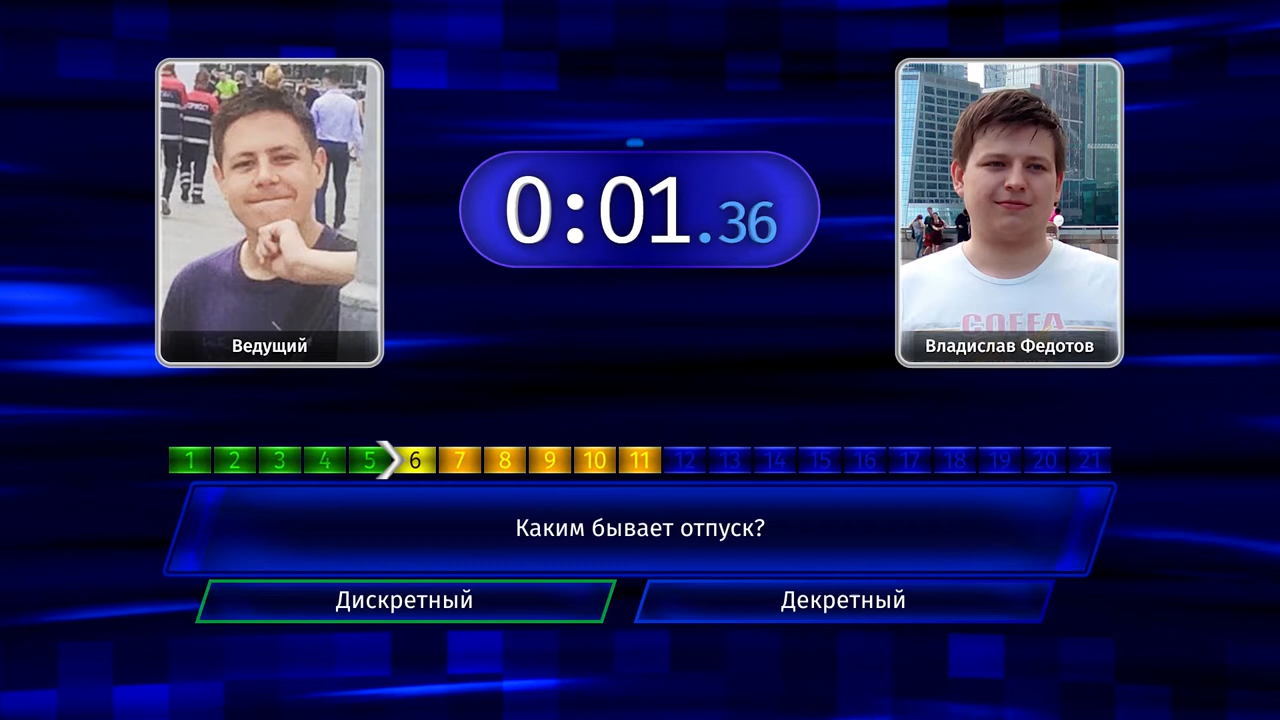 0:01.36
Ведущий
Владислав Федотов
COFFA
1 2 3 4 5 6 7 8 9 10 11 12 13 14 15 16 17 18 19 20 21
Каким бывает отпуск?
Дискретный
Декретный